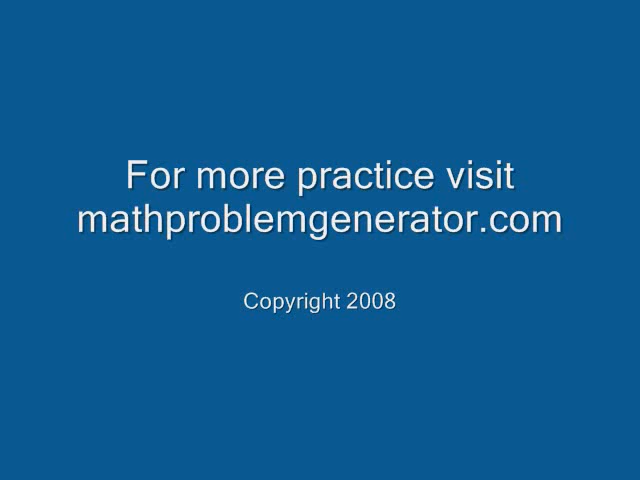 For more practice visit
mathproblemgenerator.com
Copyright 2008